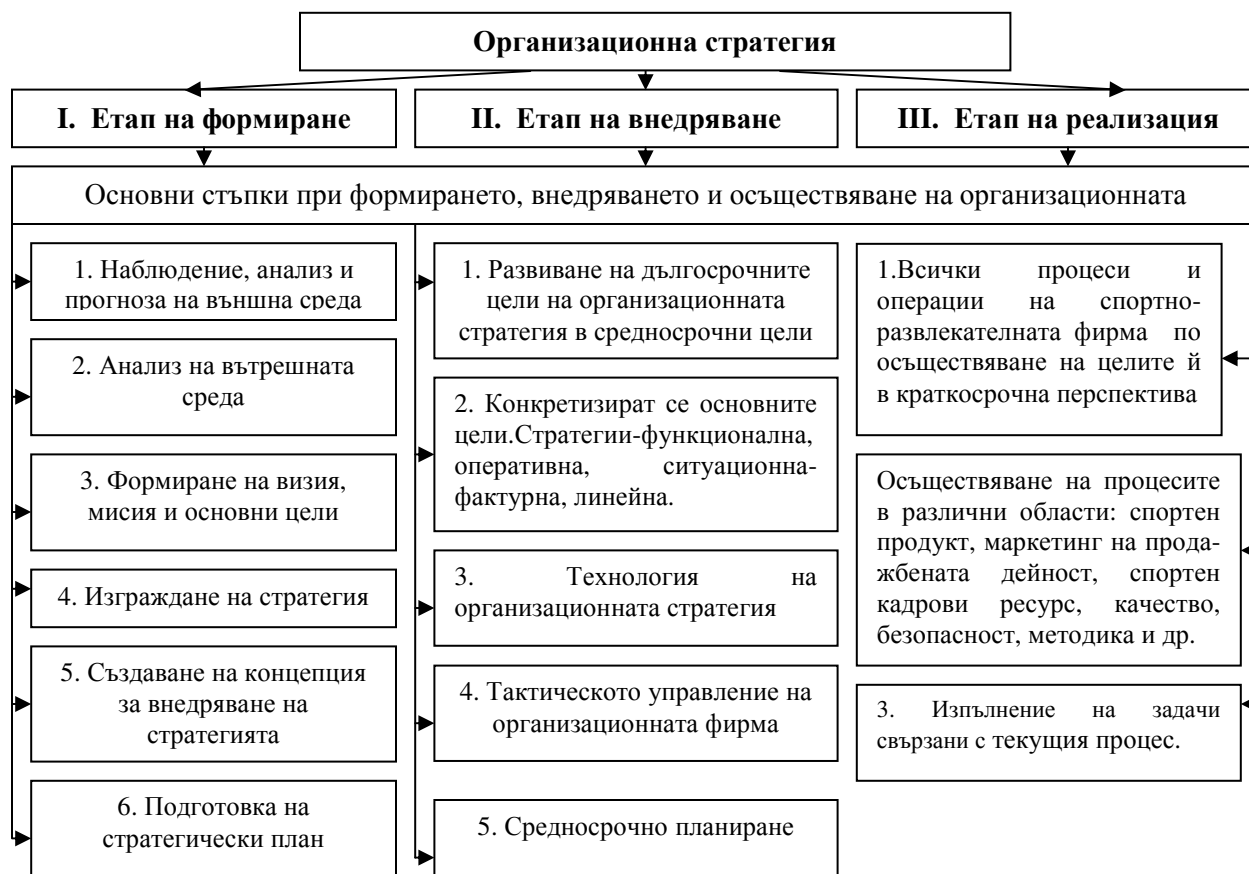 Организационна стратегия
I. Етап на формиране
II. Етап на внедряване
III. Етап на реализация
Основни стъпки при формирането, внедряването и осъществяване на организационната
1. Наблюдение, анализ и
прогноза на външна среда
2. Анализ на вътрешната
среда
3. Формиране на визия,
мисия и основни цели
4. Изграждане на стратегия
5. Създаване на концепция
за внедряване на
стратегията
6. Подготовка на
стратегически план
1. Развиване на дългосрочните
цели на организационната
стратегия в средносрочни цели
2. Конкретизират се основните
цели.Стратегии-функционална,
оперативна, ситуационна-
фактурна, линейна.
3. Технология на
организационната стратегия
4. Тактическото управление на
организационната фирма
5. Средносрочно планиране
1.Всички процеси и
операции на спортно-
развлекателната фирма по
осъществяване на целите й
в краткосрочна перспектива
Осъществяване на процесите
в различни области: спортен
продукт, маркетинг на прода-
жбената дейност, спортен
кадрови ресурс, качество,
безопасност, методика и др.
3. Изпълнение на задачи
свързани с текущия процес.